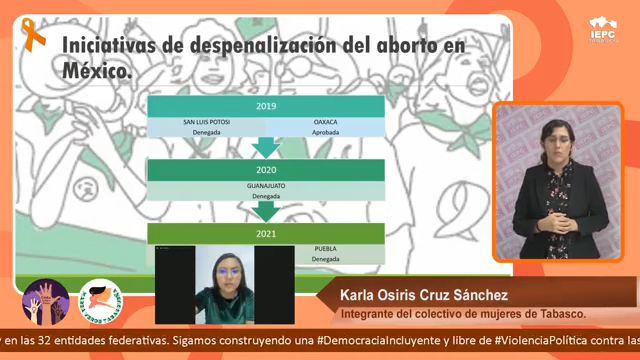 Iniciativas de despenalización del aborto en
México.
IEPC
TABASCO
2019
SAN LUIS POTOSI
Denegada
OAXACA
Aprobada
2020
GUANAJUATO
Denegada
2021
PUEBLA
Denegada
Karla Osiris Cruz Sánchez
Integrante del colectivo de mujeres de Tabasco.
y en las 32 entidades federativas. Sigamos construyendo una #DemocraciaIncluyente y libre de #ViolenciaPolítica contra las